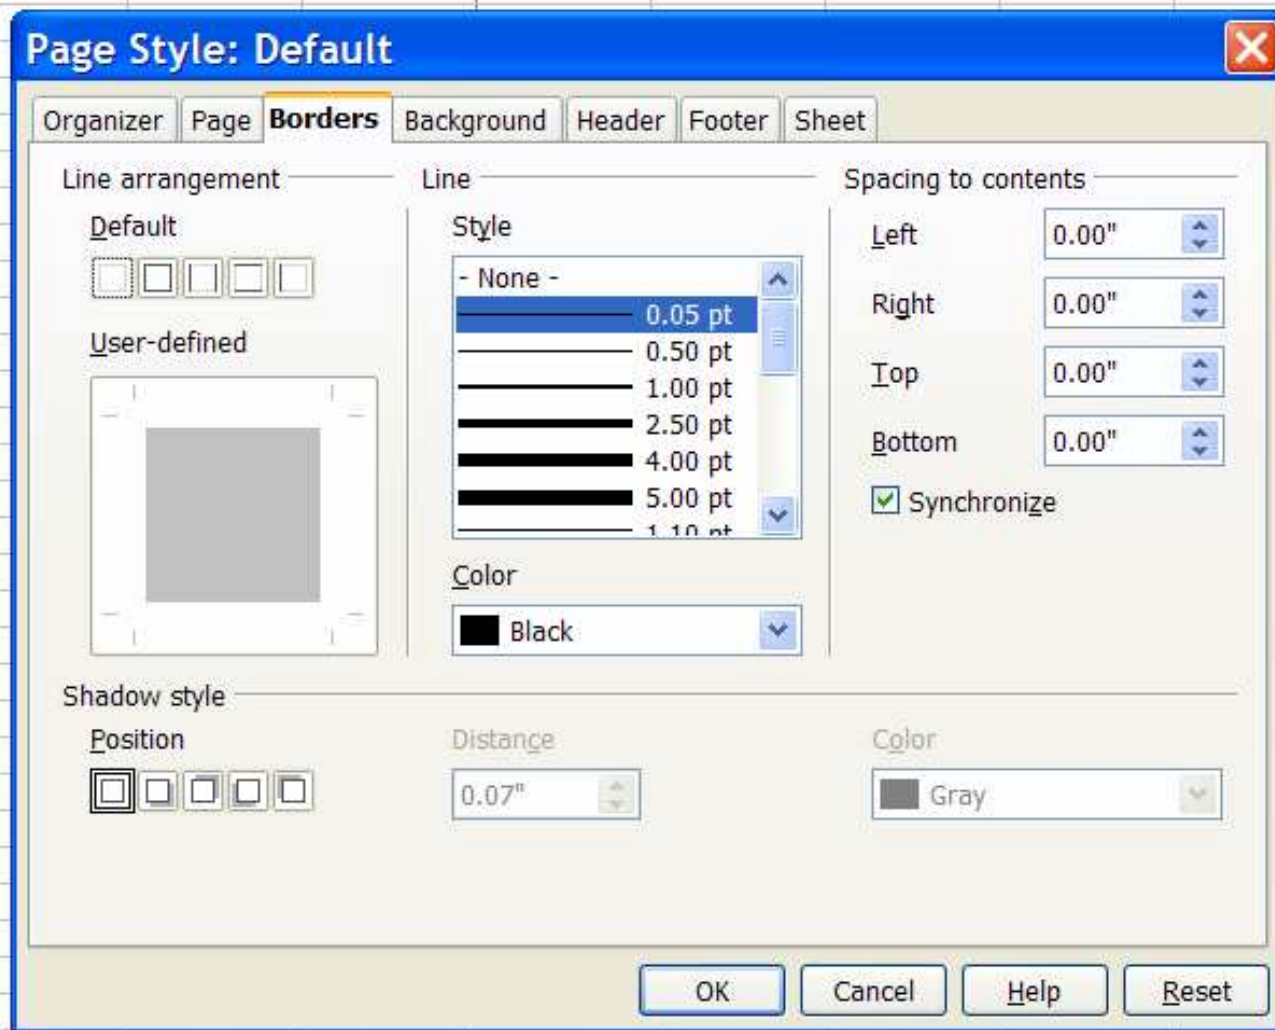 Page Style: Default
Organizer Page Borders Background Header Footer Sheet
Line arrangement
Default
User-defined
Line
Style
- None -
0.05 pt
0.50 pt
1.00 pt
2.50 pt
4.00 pt
5.00 pt
1.10 pt
Color
Black
Spacing to contents
Left 0.00"
Right 0.00"
Top 0.00"
Bottom 0.00"
Synchronize
Shadow style
Position
Distance
0.07"
Color
Gray
OK Cancel Help Reset